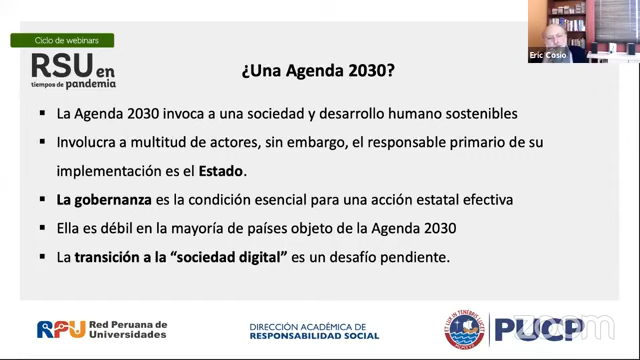 Ciclo de webinars
RSU en
tiempos de pandemia
¿Una Agenda 2030?
Eric Cosio
▪ La Agenda 2030 invoca a una sociedad y desarrollo humano sostenibles
▪ Involucra a multitud de actores, sin embargo, el responsable primario de su
implementación es el Estado.
▪ La gobernanza es la condición esencial para una acción estatal efectiva
▪ Ella es débil en la mayoría de países objeto de la Agenda 2030
▪ La transición a la “sociedad digital” es un desafío pendiente.
RPU Red Peruana de
Universidades
DIRECCIÓN ACADÉMICA DE
RESPONSABILIDAD SOCIAL
PUCP
zoom